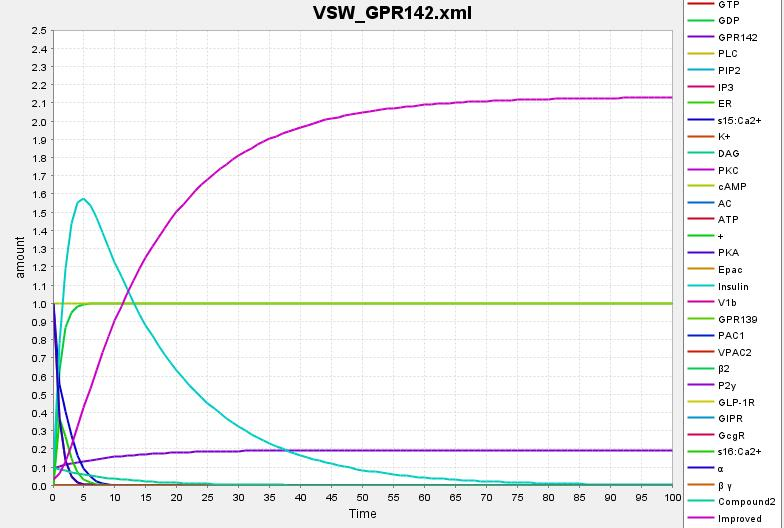 VSW_GPR142.xml
2.5
2.4
2.3
2.2
2.1
2.0
1.9
1.8
1.7
1.6
1.5
1.4
1.3
1.2
1.1
1.0
0.9
0.8
0.7
0.6
0.5
0.4
0.3
0.2
0.1
0.0
amount
0 5 10 15 20 25 30 35 40 45 50 55 60 65 70 75 80 85 90 95 100
Time
GTP
GDP
GPR142
PLC
PIP2
IP3
ER
s15:Ca2+
K+
DAG
PKC
cAMP
AC
ATP
+
PKA
Epac
Insulin
V1b
GPR139
PAC1
VPAC2
β2
P2y
GLP-1R
GIPR
GcgR
s16:Ca2+
α
β γ
Compound2
Improved